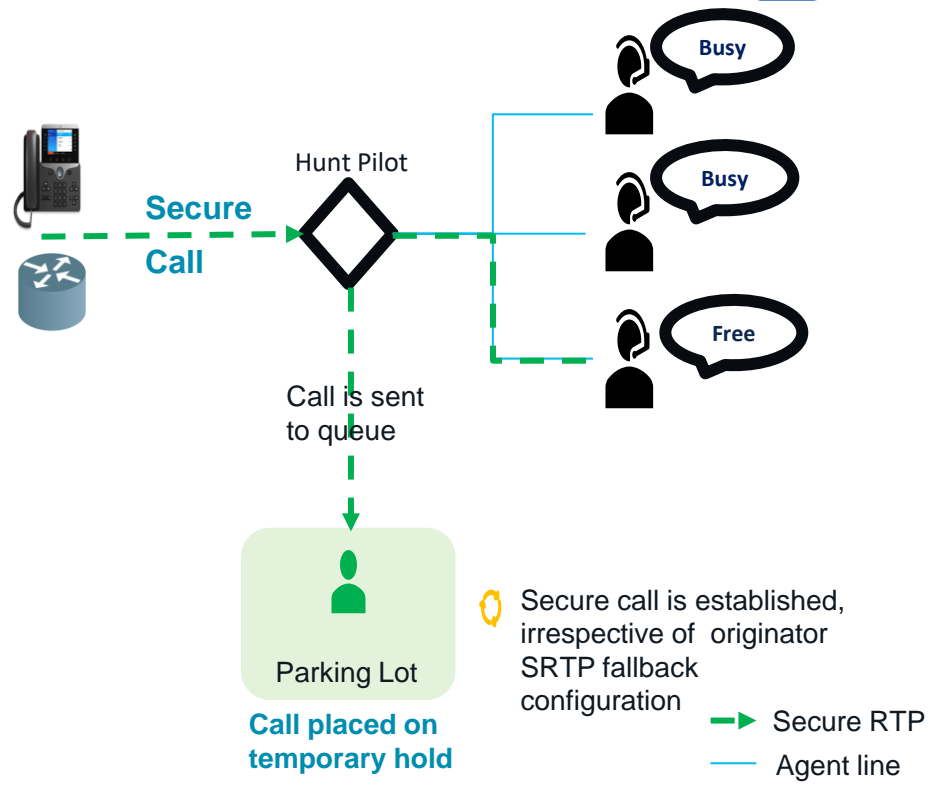 Busy
Hunt Pilot
Busy
Secure
Call
Free
Call is sent
to queue
Parking Lot
Call placed on
temporary hold
Secure call is established,
irrespective of  originator
SRTP fallback
configuration
Secure RTP
Agent line